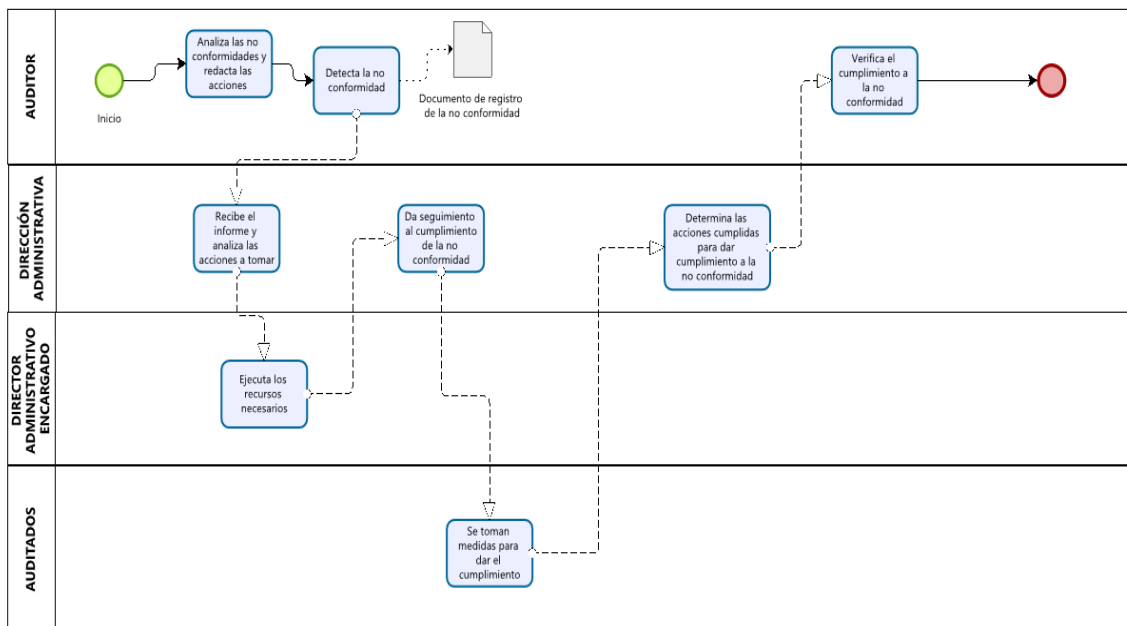 AUDITOR
Inicio
Analiza las no
conformidades y
redacta las
acciones
Detecta la no
conformidad
Documento de registro
de la no conformidad
Verifica el
cumplimiento a
la no
conformidad
DIRECCIÓN
ADMINISTRATIVA
Recibe el
informe y
analiza las
acciones a tomar
Da seguimiento
al cumplimiento
de la no
conformidad
Determina las
acciones cumplidas
para dar
cumplimiento a la
no conformidad
DIRECTOR
ADMINISTRATIVO
ENCARGADO
Ejecuta los
recursos
necesarios
AUDITADOS
Se toman
medidas para
dar el
cumplimiento